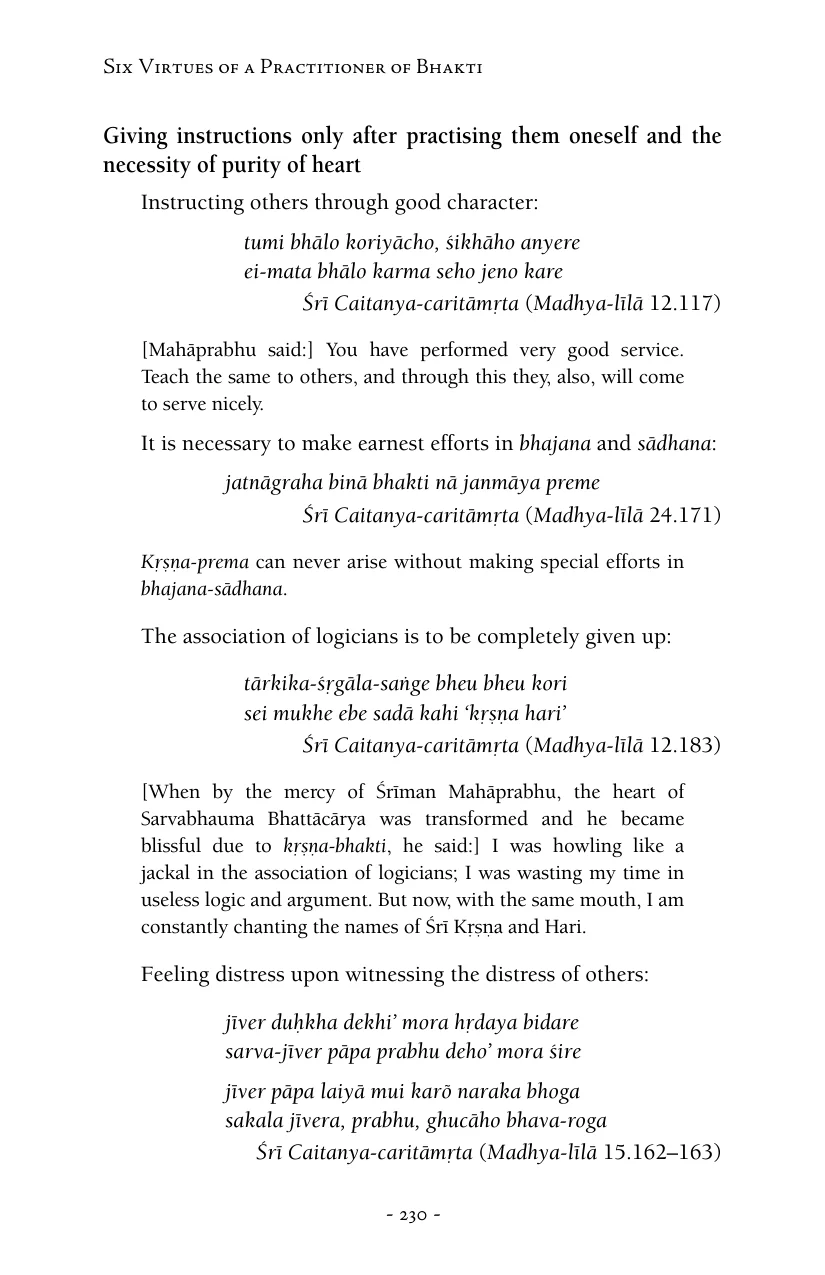 Six Virtues of a Practitioner of Bhakti
Giving instructions only after practising them oneself and the
necessity of purity of heart
Instructing others through good character:
tumi bhālo koriyācho, śikhāho anyere
ei-mata bhālo karma seho jeno kare
Śrī Caitanya-caritāmṛta (Madhya-līlā 12.117)
[Mahāprabhu said:] You have performed very good service.
Teach the same to others, and through this they, also, will come
to serve nicely.
It is necessary to make earnest efforts in bhajana and sādhana:
jatnāgraha binā bhakti nā janmāya preme
Śrī Caitanya-caritāmṛta (Madhya-līlā 24.171)
Kṛṣṇa-prema can never arise without making special efforts in
bhajana-sādhana.
The association of logicians is to be completely given up:
tārkika-śṛgāla-saṅge bheu bheu kori
sei mukhe ebe sadā kahi ‘kṛṣṇa hari’
Śrī Caitanya-caritāmṛta (Madhya-līlā 12.183)
[When by the mercy of Śrīman Mahāprabhu, the heart of
Sarvabhauma Bhattācārya was transformed and he became
blissful due to kṛṣṇa-bhakti, he said:] I was howling like a
jackal in the association of logicians; I was wasting my time in
useless logic and argument. But now, with the same mouth, I am
constantly chanting the names of Śrī Kṛṣṇa and Hari.
Feeling distress upon witnessing the distress of others:
jīver duḥkha dekhi’ mora hṛdaya bidare
sarva-jīver pāpa prabhu deho’ mora śire
jīver pāpa laiyā mui karõ naraka bhoga
sakala jīvera, prabhu, ghucāho bhava-roga
Śrī Caitanya-caritāmṛta (Madhya-līlā 15.162–163)
- 230 -